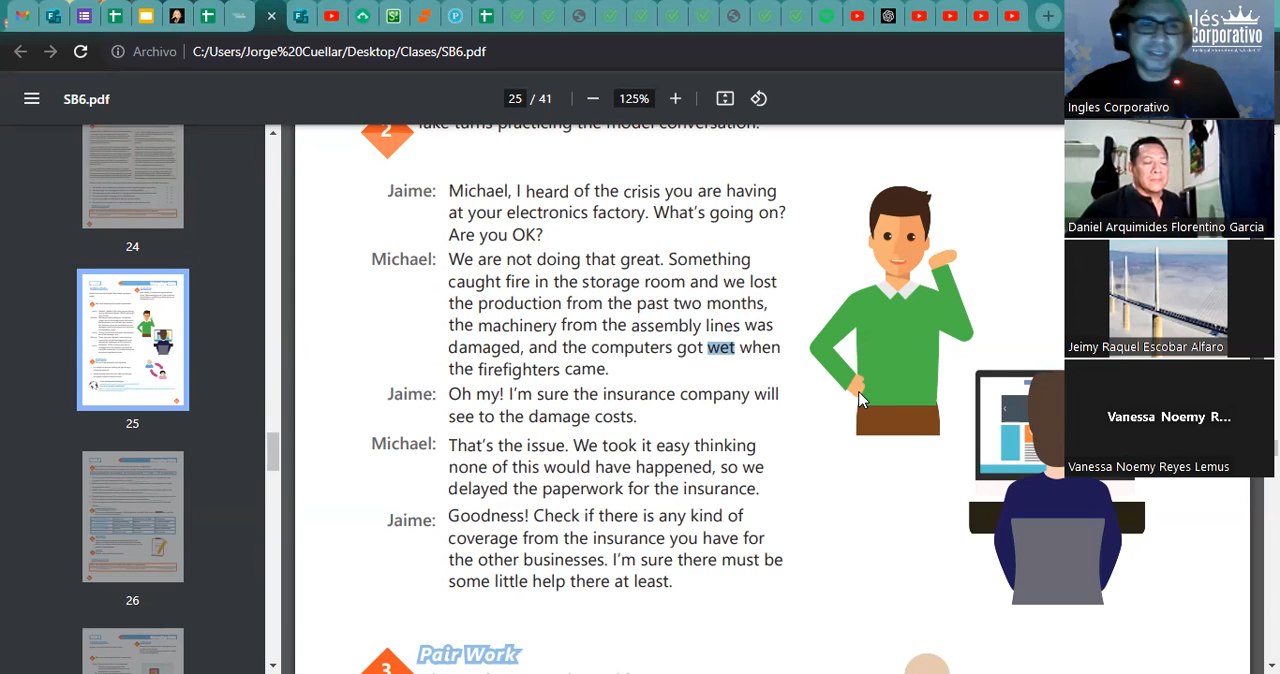 Archivo
C:/Users/Jorge%20Cuellar/Desktop/Clases/SB6.pdf
SB6.pdf
25 / 41
125%
24
25
26
2
Take turns practicing the model conversation.
Jaime: Michael, I heard of the crisis you are having
at your electronics factory. What's going on?
Are you OK?
Michael: We are not doing that great. Something
caught fire in the storage room and we lost
the production from the past two months,
the machinery from the assembly lines was
damaged, and the computers got wet when
the firefighters came.
Jaime: Oh my! I'm sure the insurance company will
see to the damage costs.
Michael: That's the issue. We took it easy thinking
none of this would have happened, so we
delayed the paperwork for the insurance.
Jaime: Goodness! Check if there is any kind of
coverage from the insurance you have for
the other businesses. I'm sure there must be
some little help there at least.
3
Pair Work
Ingles Corporativo
Daniel Arquimides Florentino Garcia
Jeimy Raquel Escobar Alfaro
Vanessa Noemy R...
Vanessa Noemy Reyes Lemus